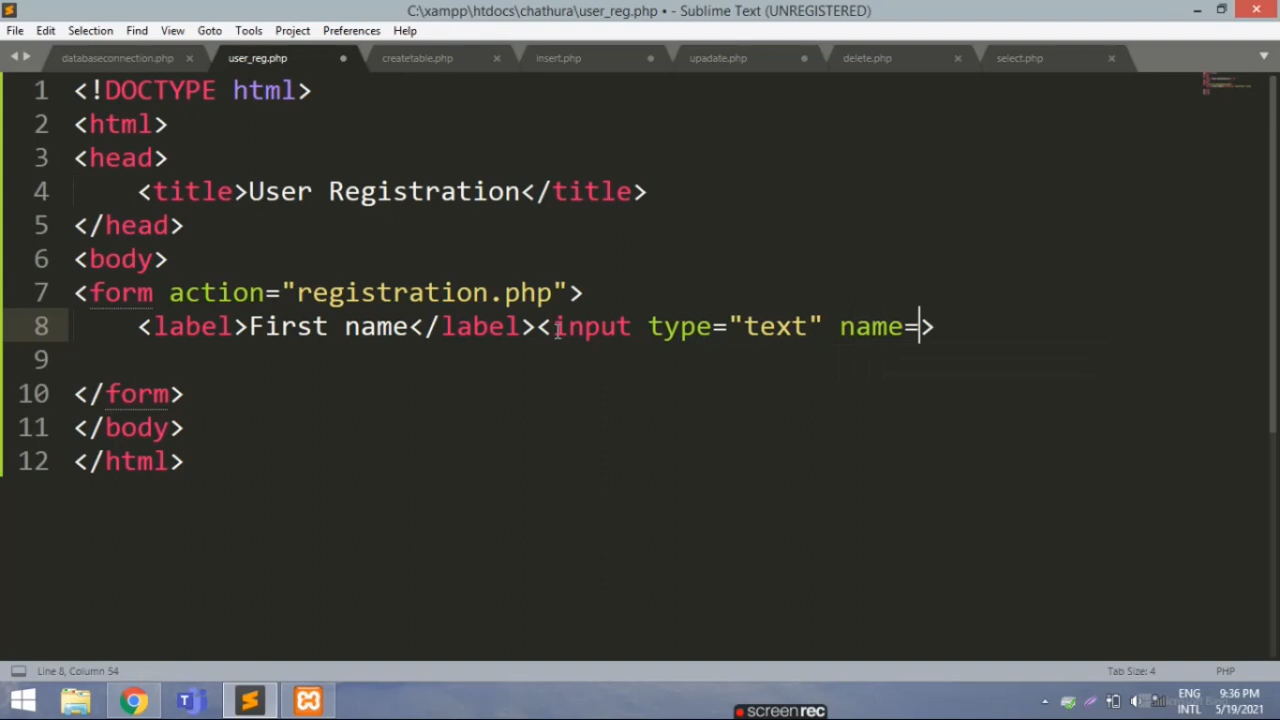 C:\xampp\htdocs\chathura\user_reg.php • - Sublime Text (UNREGISTERED)
File Edit Selection Find View Goto Tools Project Preferences Help
databaseconnection.php user_reg.php createtable.php insert.php upadate.php delete.php select.php
1 <!DOCTYPE html>
2 <html>
3 <head>
4 <title>User Registration</title>
5 </head>
6 <body>
7 <form action="registration.php">
8 <label>First name</label><input type="text" name=>
9
10 </form>
11 </body>
12 </html>
Line 8, Column 54 Tab Size: 4 PHP
ENG 9:36 PM
INTL 5/19/2021
screenrec